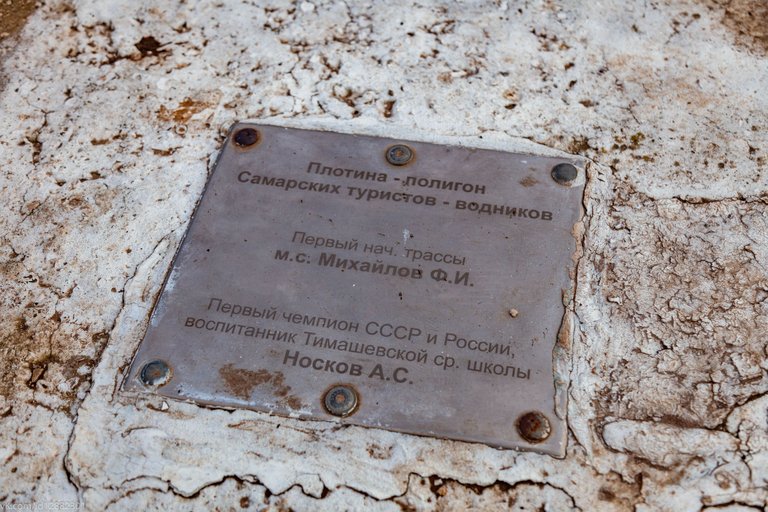 Плотина - полигон
Самарских туристов - водников
Первый нач. трассы
м.с. Михайлов Ф.И.
Первый чемпион СССР и России,
воспитанник Тимашевской ср. школы
Носков А.С.